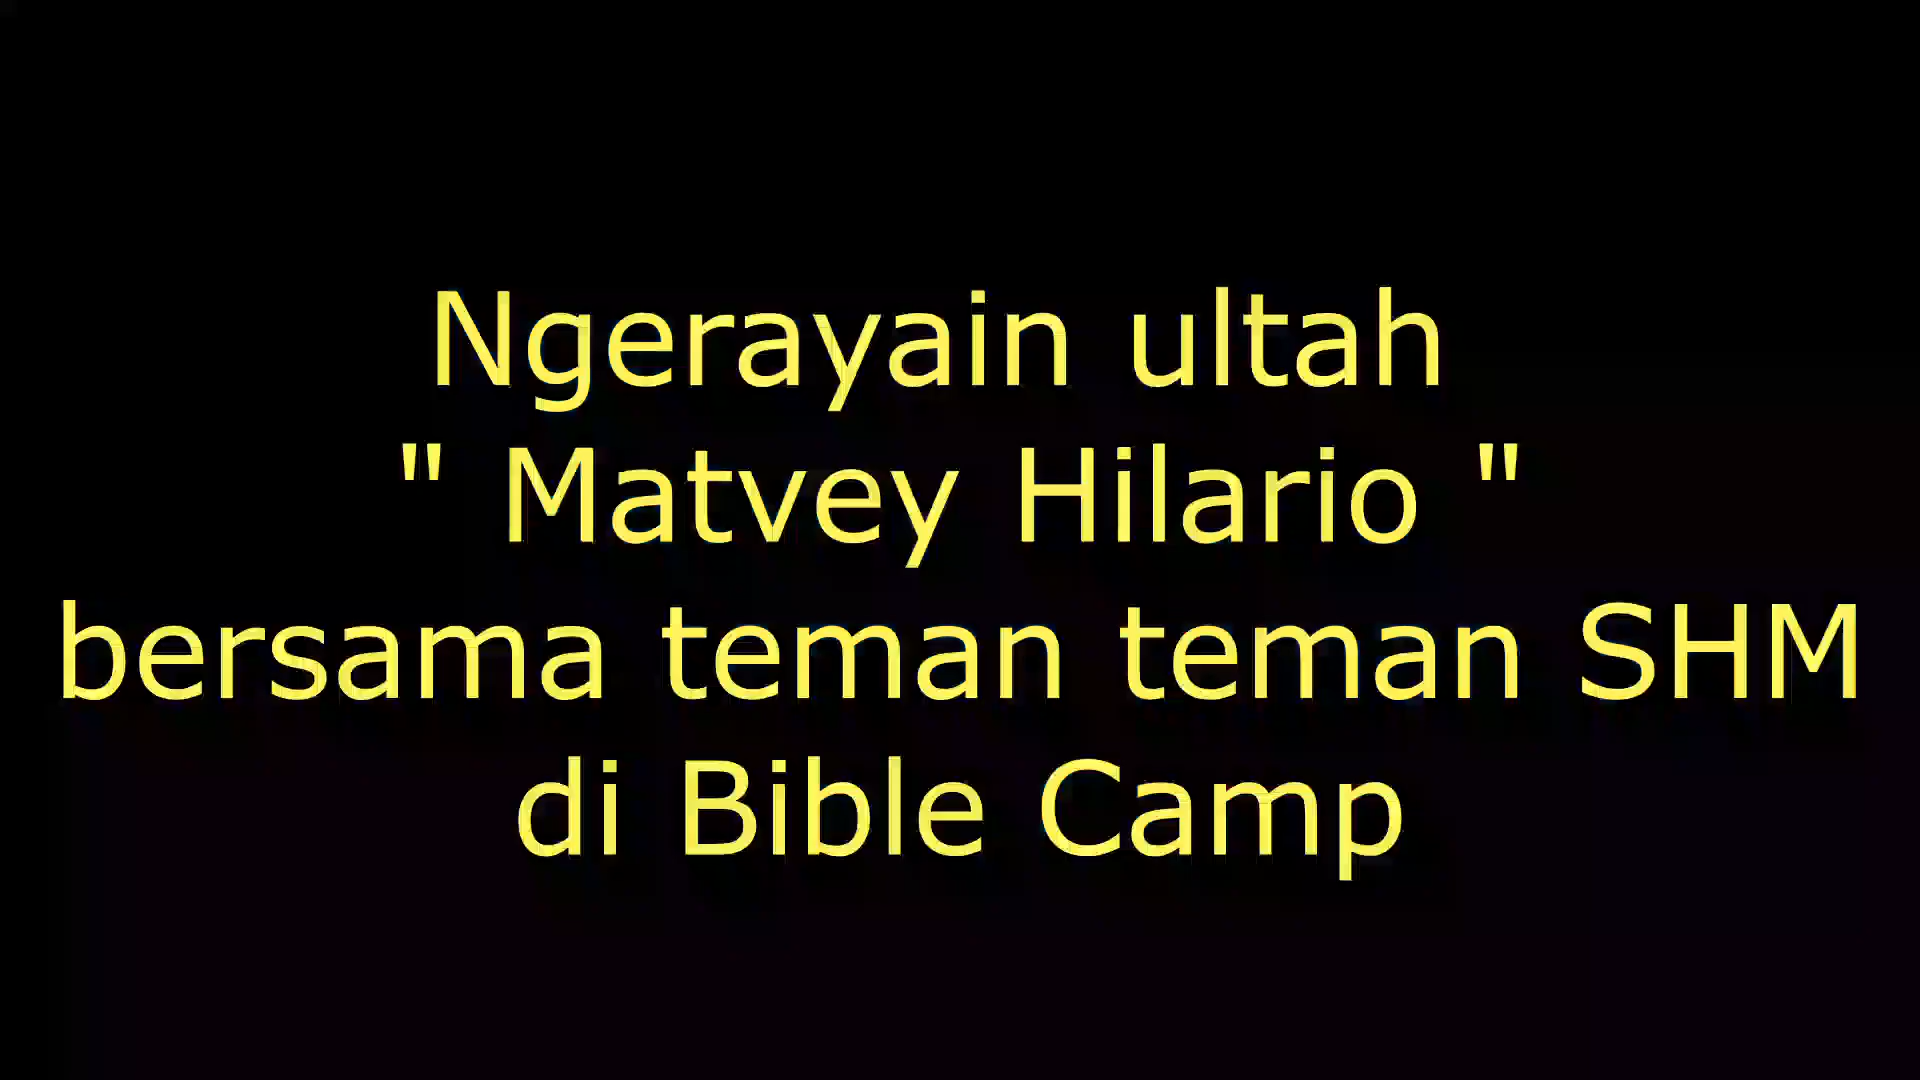 Ngerayain ultah
" Matvey Hilario "
bersama teman teman SHM
di Bible Camp